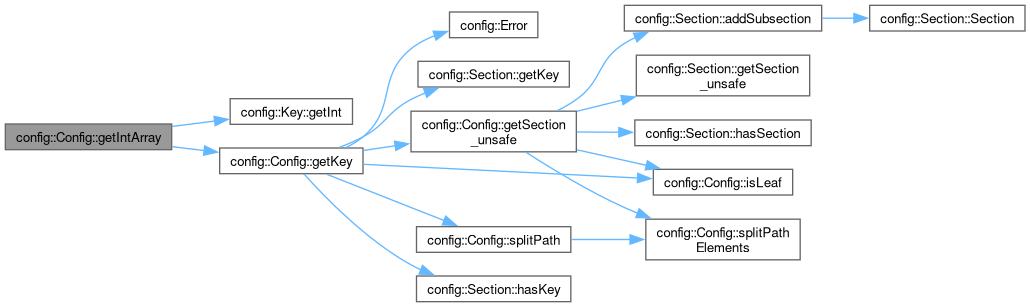 config::Config::getIntArray
config::Key::getInt
config::Config::getKey
config::Error
config::Section::getKey
config::Config::getSection
_unsafe
config::Config::splitPath
config::Section::hasKey
config::Section::addSubsection
config::Section::getSection
_unsafe
config::Section::hasSection
config::Config::isLeaf
config::Config::splitPath
Elements
config::Section::Section